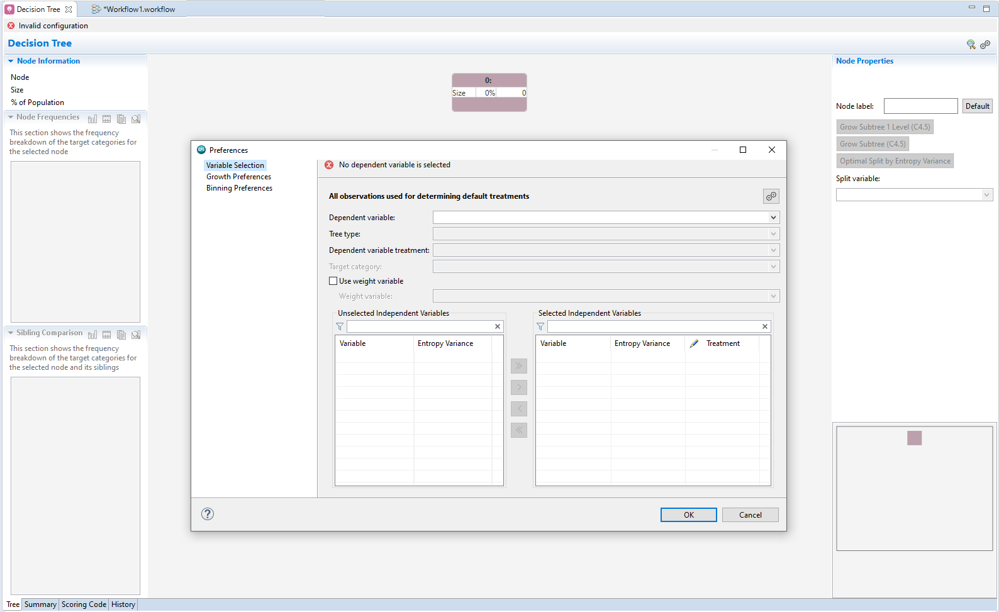 Decision Tree
*Workflow1.workflow
Invalid configuration
Decision Tree
Node Information
Node
Size
% of Population
Node Frequencies
This section shows the frequency
breakdown of the target categories for
the selected node
Sibling Comparison
This section shows the frequency
breakdown of the target categories for
the selected node and its siblings
0:
Size 0% 0
Preferences
Variable Selection
Growth Preferences
Binning Preferences
No dependent variable is selected
All observations used for determining default treatments
Dependent variable:
Tree type:
Dependent variable treatment:
Target category:
Use weight variable
Weight variable:
Unselected Independent Variables
Variable Entropy Variance
Selected Independent Variables
Variable Entropy Variance Treatment
OK Cancel
Node Properties
Node label: Default
Grow Subtree 1 Level (C4.5)
Grow Subtree (C4.5)
Optimal Split by Entropy Variance
Split variable:
Tree Summary Scoring Code History